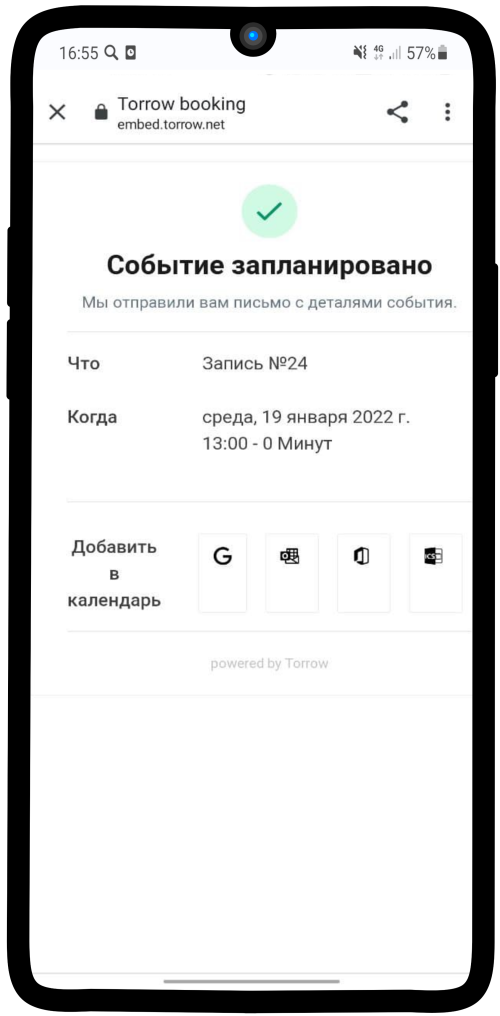 16:55
4G
57%
Torrow booking
embed.torrow.net
Событие запланировано
Мы отправили вам письмо с деталями события.
Что
Запись №24
Когда
среда, 19 января 2022 г.
13:00 - 0 Минут
Добавить
в
календарь
powered by Torrow